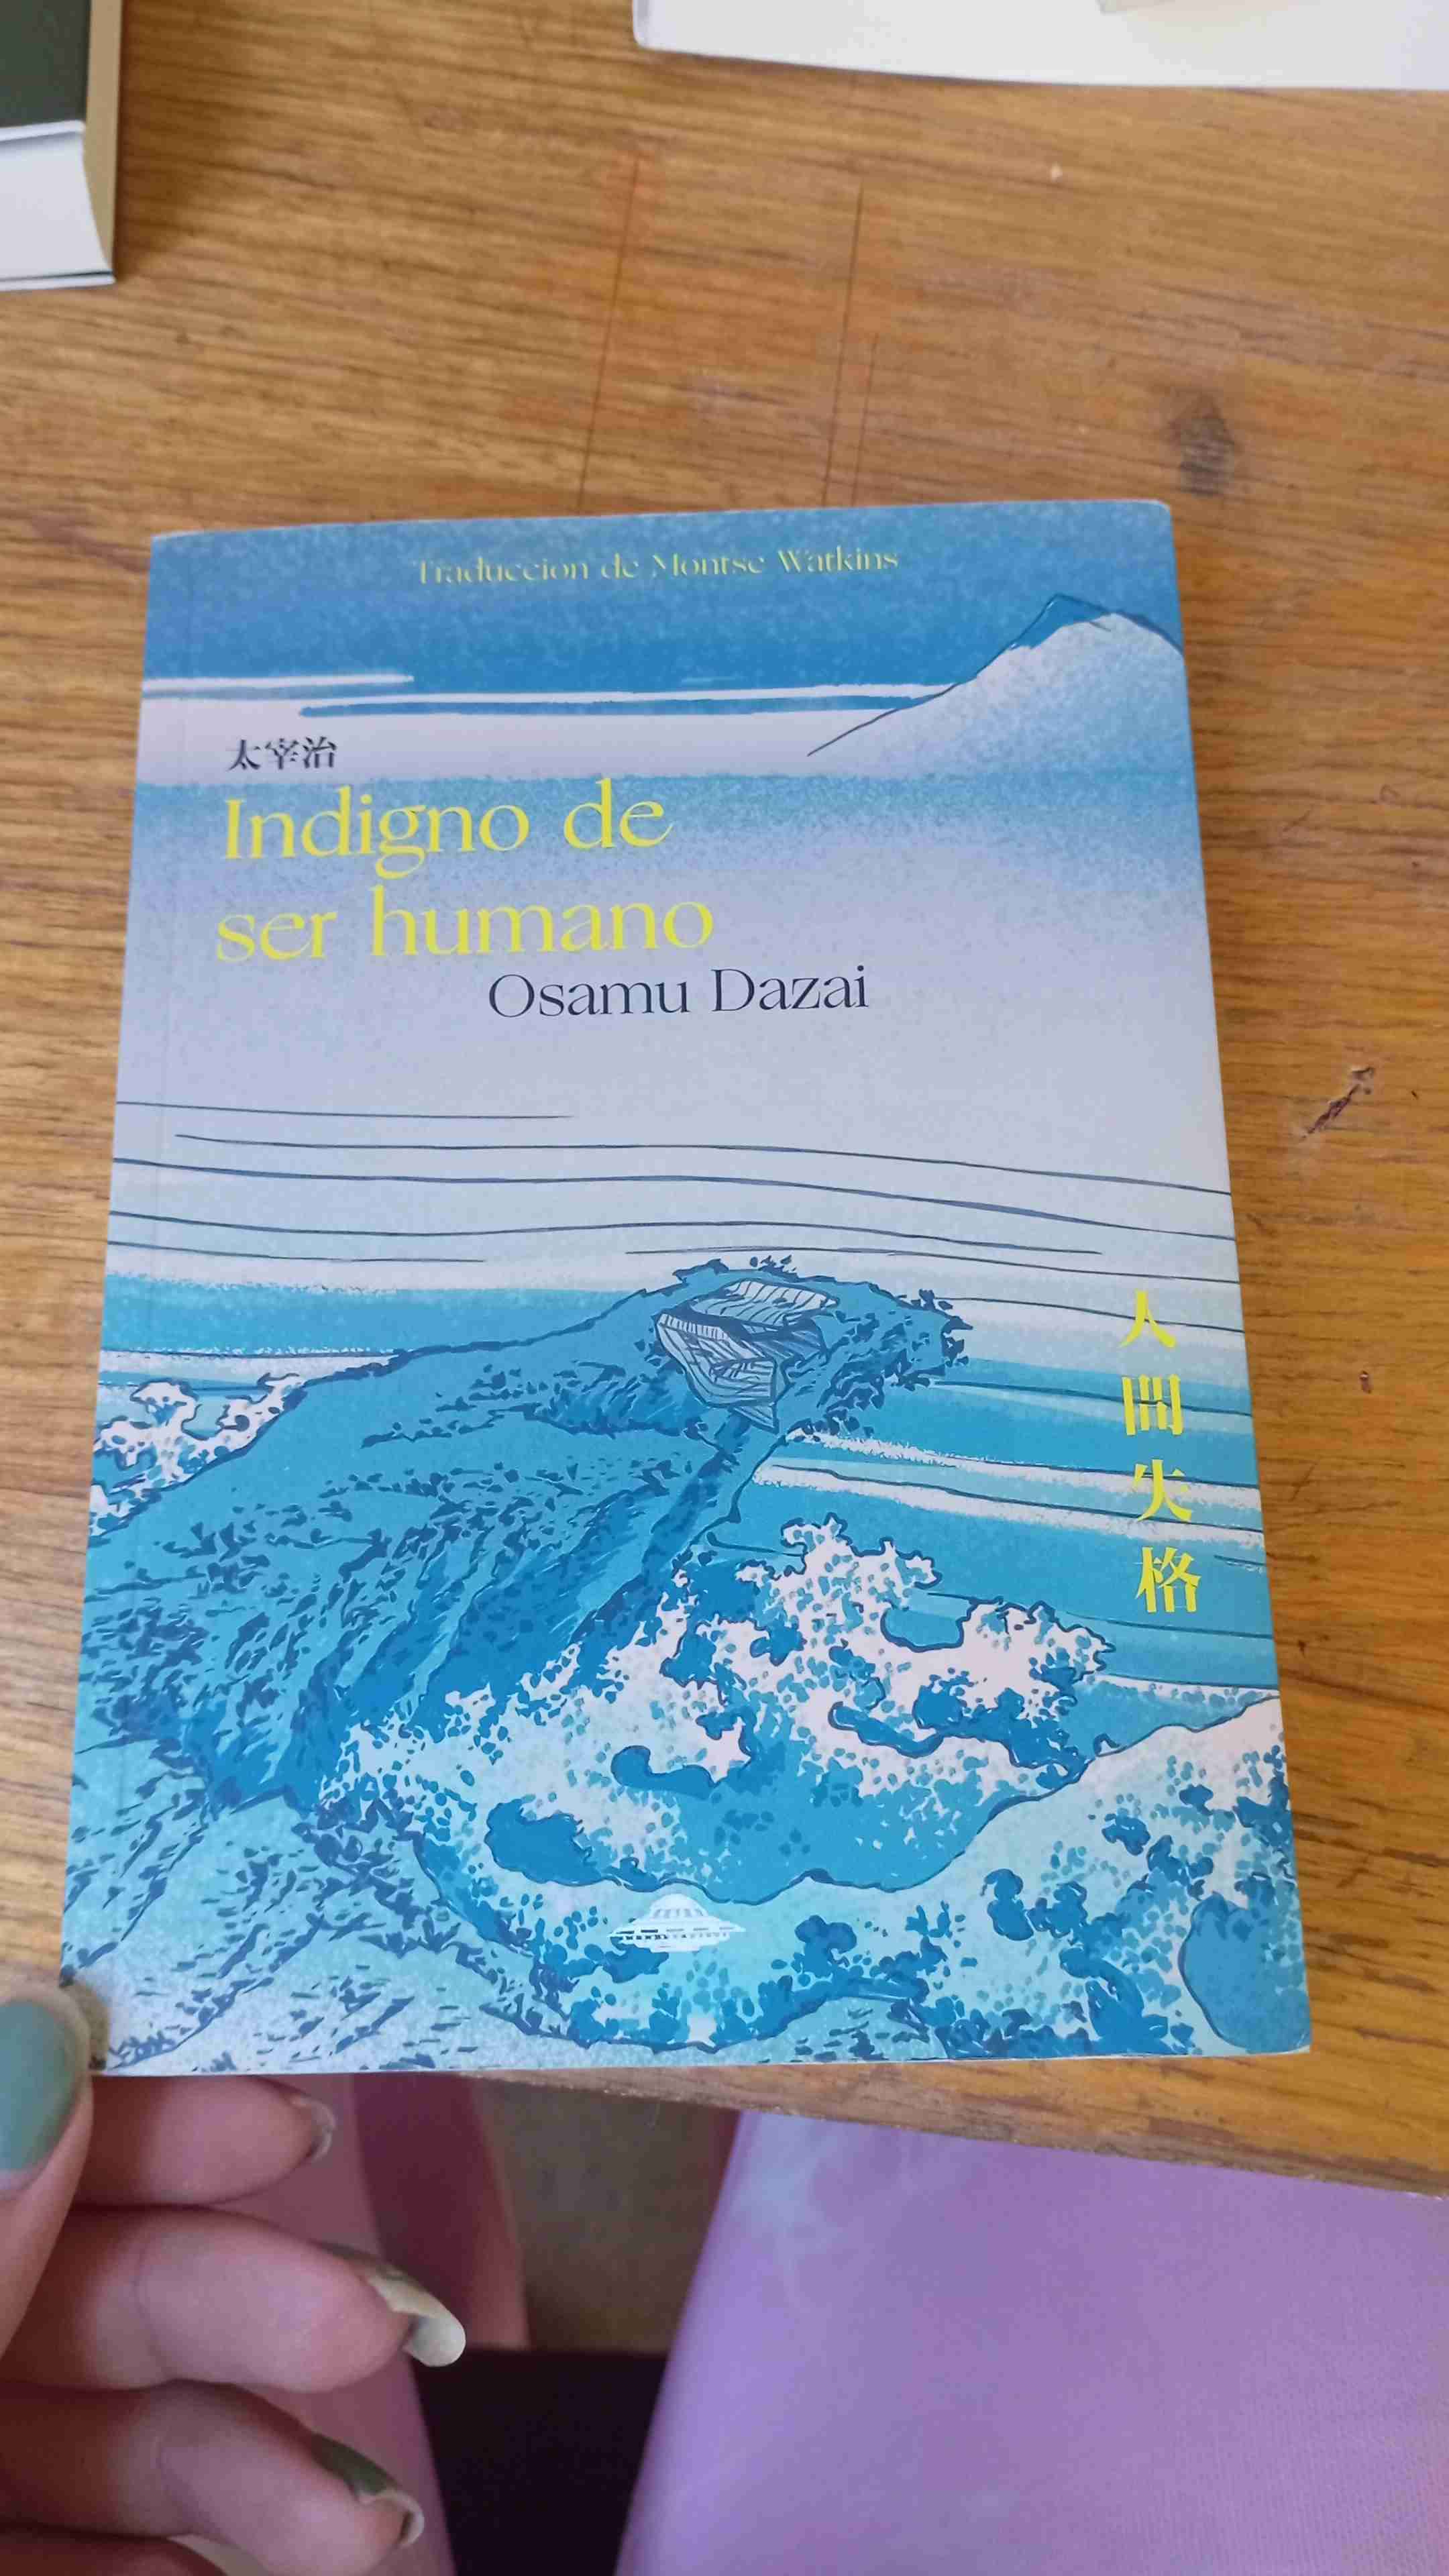 Traduccion de Montse Watkins
太宰治
Indigno de
ser humano
Osamu Dazai
人間失格